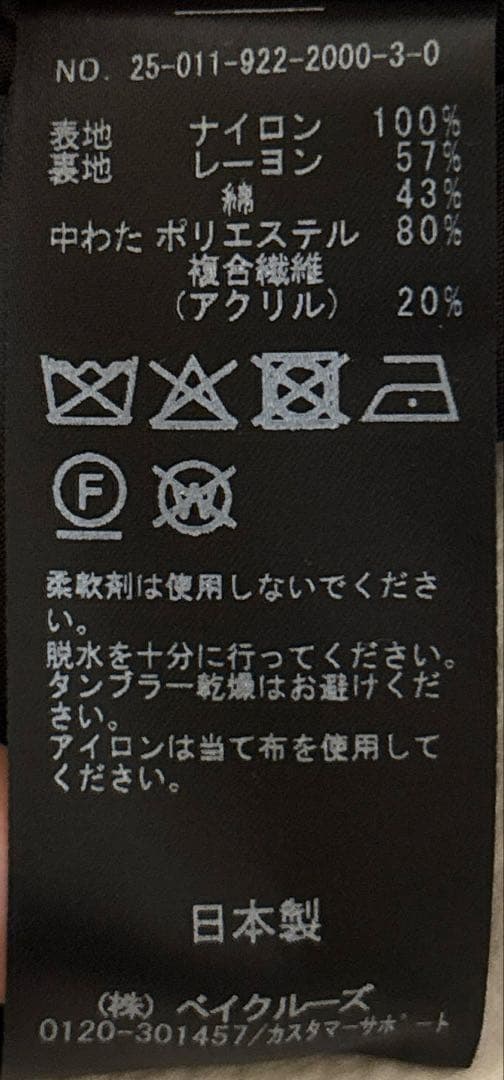 NO. 25-011-922-2000-3-0
表地 ナイロン 100%
裏地 レーヨン 57%
綿 43%
中わた ポリエステル 80%
複合繊維
(アクリル) 20%
F W
柔軟剤は使用しないでくださ
い。
脱水を十分に行ってください。
タンブラー乾燥はお避けくだ
さい。
アイロンは当て布を使用して
ください。
日本製
(株) ベイクルーズ
0120-301457/カスタマーサポート